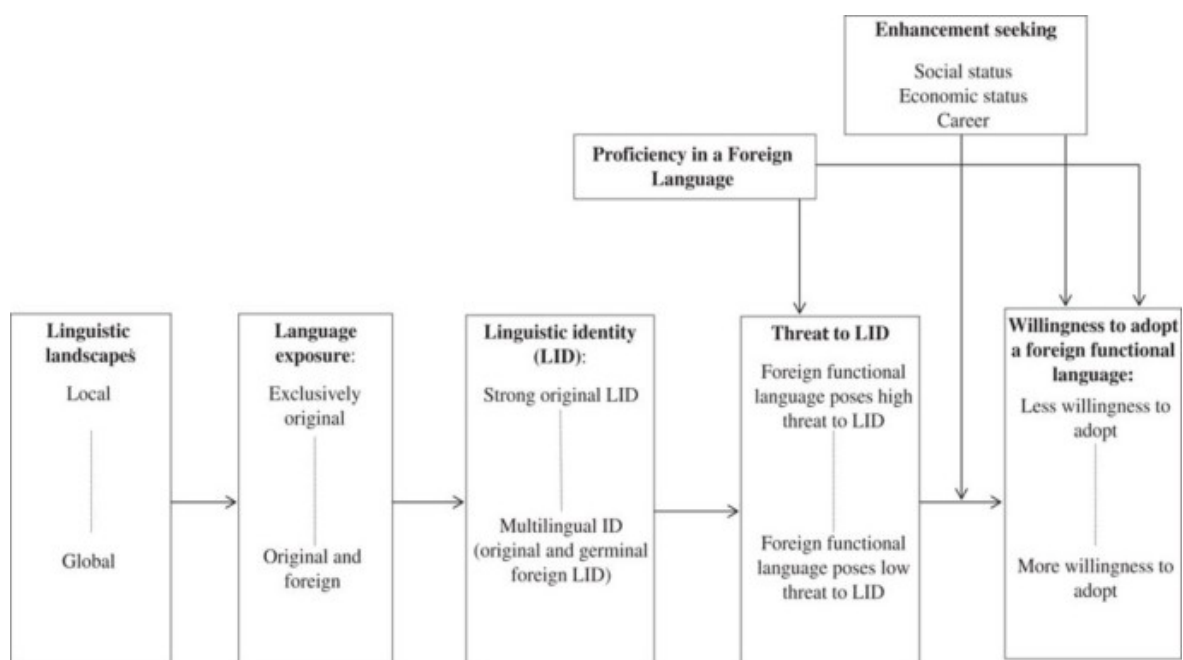 Enhancement seeking
Social status
Economic status
Career
Proficiency in a Foreign
Language
Linguistic
landscapes:
Local
Global
Language
exposure:
Exclusively
original
Original and
foreign
Linguistic identity
(LID):
Strong original LID
Multilingual ID
(original and germinal
foreign LID)
Threat to LID
Foreign functional
language poses high
threat to LID
Foreign functional
language poses low
threat to LID
Willingness to adopt
a foreign functional
language:
Less willingness to
adopt
More willingness to
adopt